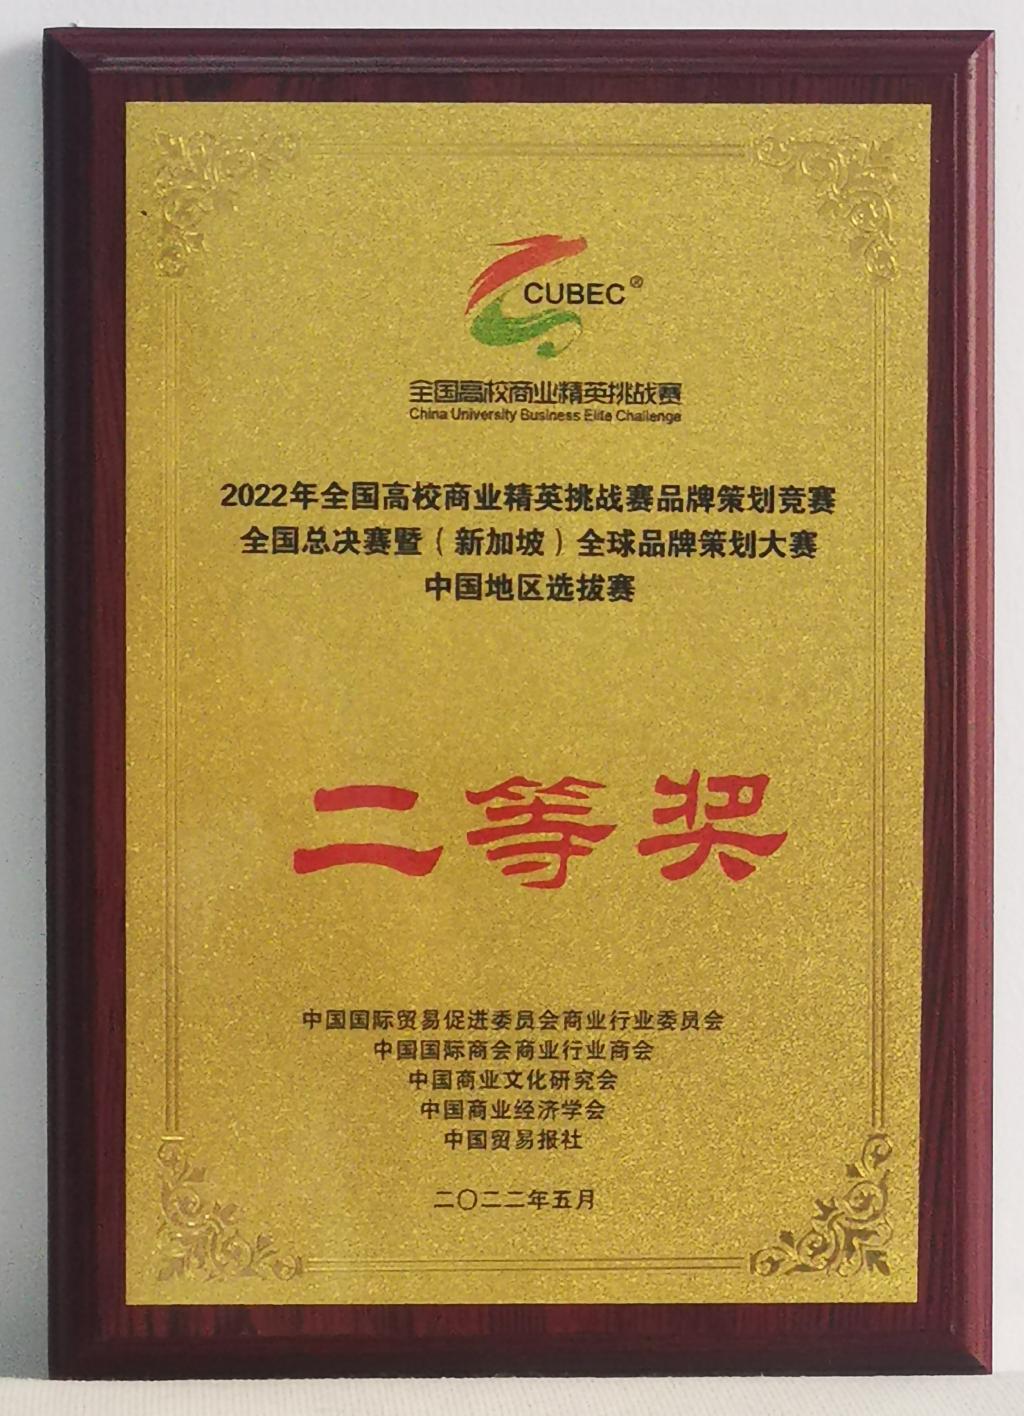 CUBEC®
全国高校商业精英挑战赛
China University Business Elite Challenge
2022年全国高校商业精英挑战赛品牌策划竞赛
全国总决赛暨（新加坡）全球品牌策划大赛
中国地区选拔赛
二等奖
中国国际贸易促进委员会商业行业委员会
中国国际商会商业行业商会
中国商业文化研究会
中国商业经济学会
中国贸易报社
二〇二二年五月